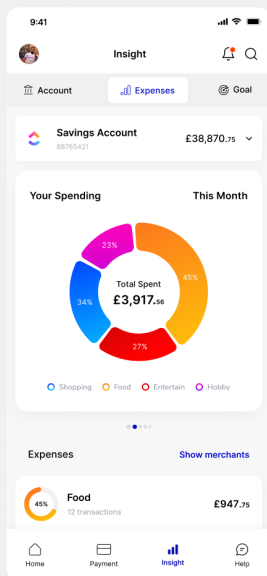 9:41
Insight
Account Expenses Goal
Savings Account
88765421
£38,870.75
Your Spending This Month
23%
45%
34%
27%
Total Spent
£3,917.56
Shopping Food Entertain Hobby
Expenses Show merchants
45%
Food
12 transactions
£947.75
Home Payment Insight Help